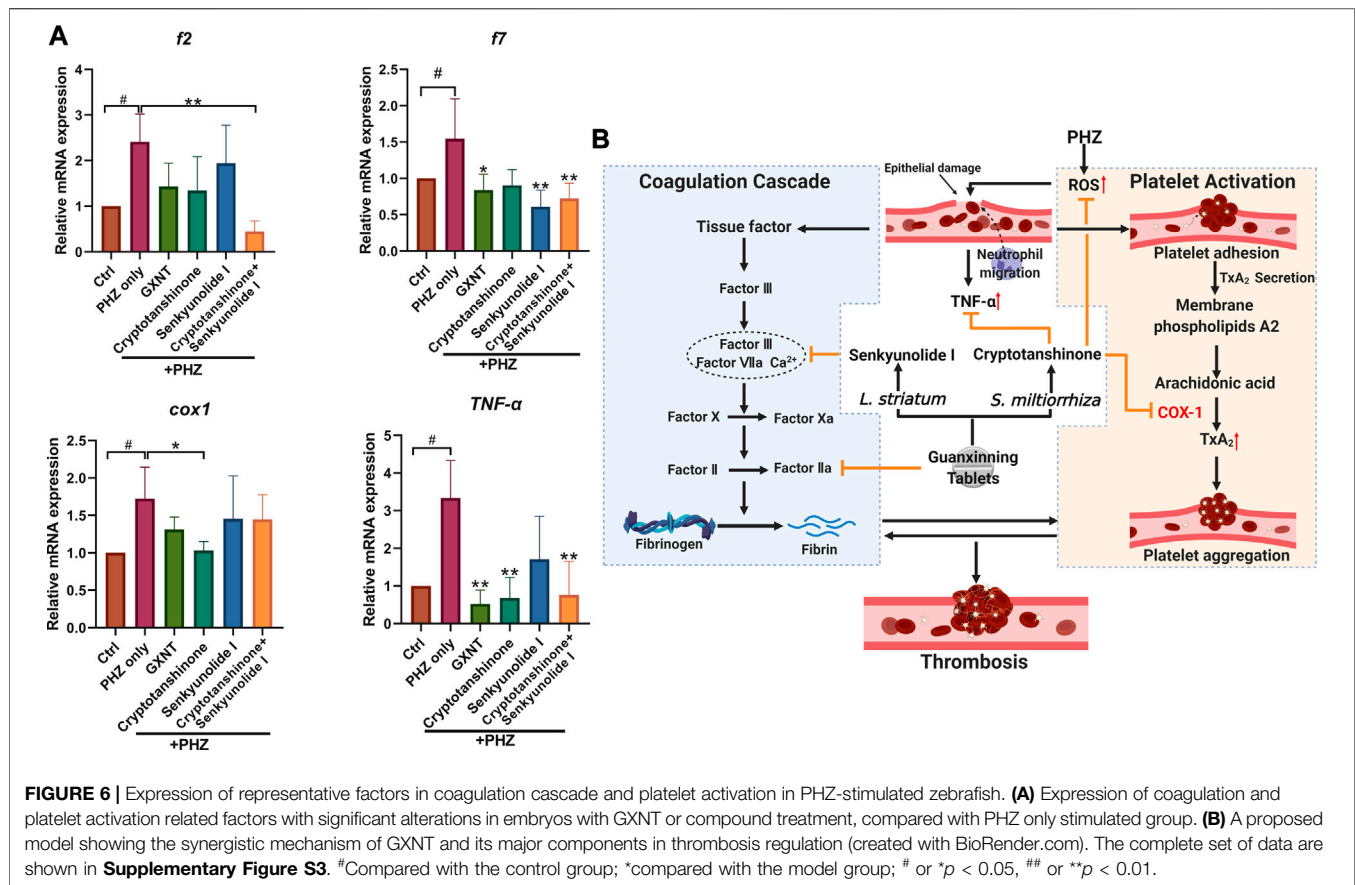 A
f2
Relative mRNA expression
4
3
2
1
0
#
**
Ctrl
PHZ only
GXNT
Cryptotanshinone
Senkyunolide I
Cryptotanshinone+
Senkyunolide I
+PHZ
f7
Relative mRNA expression
2.5
2.0
1.5
1.0
0.5
0.0
#
*
**
**
Ctrl
PHZ only
GXNT
Cryptotanshinone
Senkyunolide I
Cryptotanshinone+
Senkyunolide I
+PHZ
cox1
Relative mRNA expression
2.5
2.0
1.5
1.0
0.5
0.0
#
*
Ctrl
PHZ only
GXNT
Cryptotanshinone
Senkyunolide I
Cryptotanshinone+
Senkyunolide I
+PHZ
TNF-α
Relative mRNA expression
5
4
3
2
1
0
#
**
**
**
Ctrl
PHZ only
GXNT
Cryptotanshinone
Senkyunolide I
Cryptotanshinone+
Senkyunolide I
+PHZ
B
Coagulation Cascade
Tissue factor
Factor III
Factor III
Factor VIIa Ca²⁺
Factor X
Factor Xa
Factor II
Factor IIa
Fibrinogen
Fibrin
Epithelial damage
Neutrophil
migration
TNF-α↑
Senkyunolide I
Cryptotanshinone
L. striatum
S. miltiorrhiza
Guanxinning
Tablets
Thrombosis
PHZ
ROS↑
Platelet Activation
Platelet adhesion
TxA₂ Secretion
Membrane
phospholipids A2
Arachidonic acid
COX-1
TxA₂↑
Platelet aggregation
FIGURE 6 | Expression of representative factors in coagulation cascade and platelet activation in PHZ-stimulated zebrafish. (A) Expression of coagulation and
platelet activation related factors with significant alterations in embryos with GXNT or compound treatment, compared with PHZ only stimulated group. (B) A proposed
model showing the synergistic mechanism of GXNT and its major components in thrombosis regulation (created with BioRender.com). The complete set of data are
shown in Supplementary Figure S3. #Compared with the control group; *compared with the model group; # or *p < 0.05, ## or **p < 0.01.